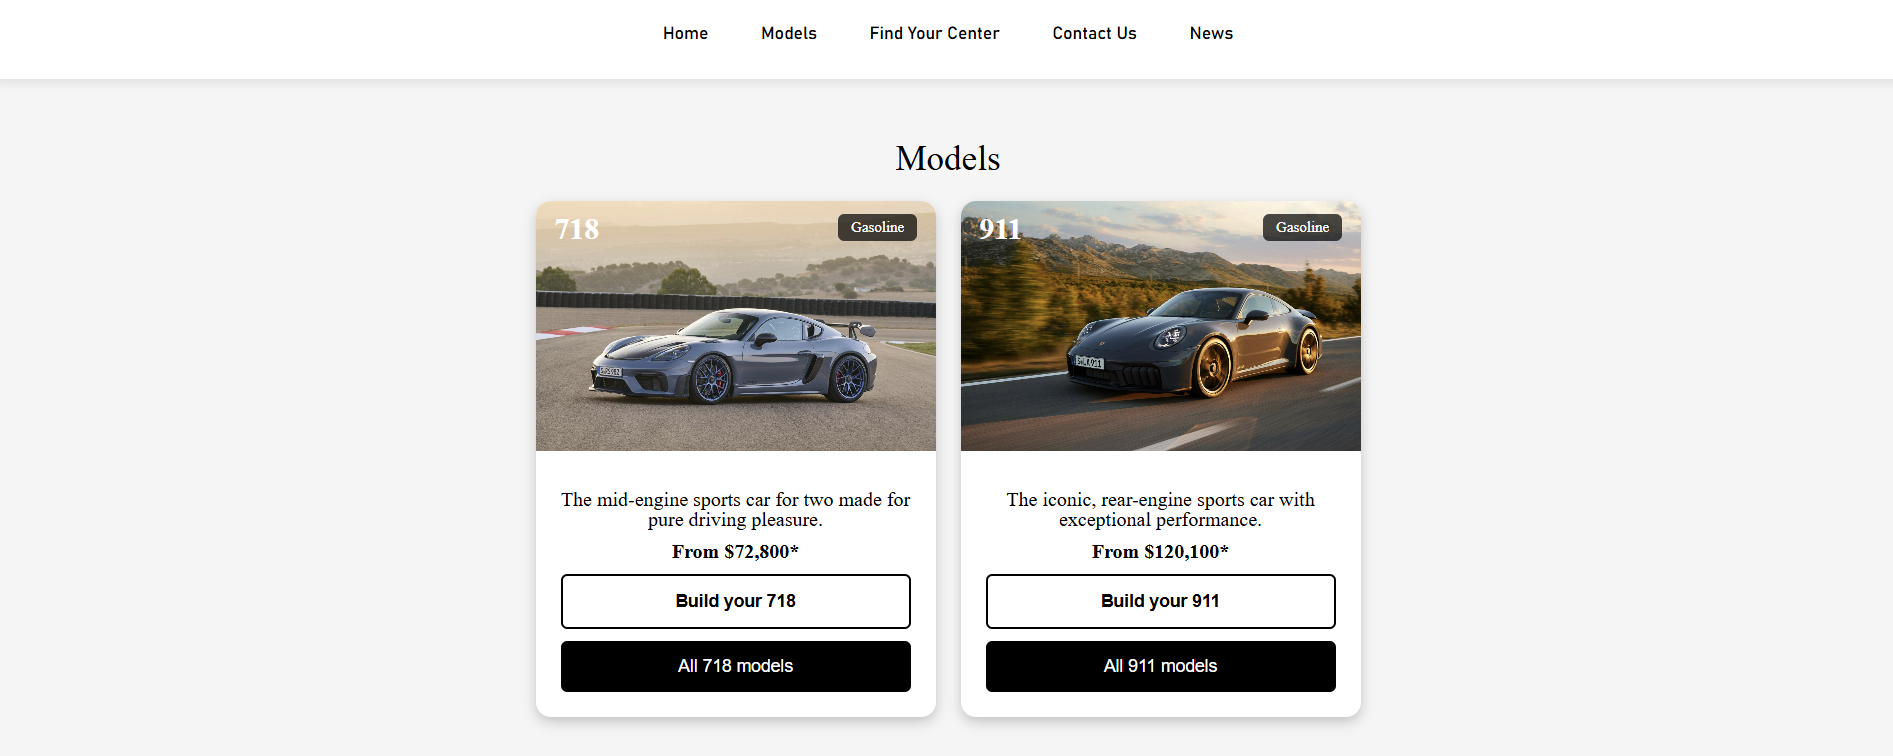 Home Models Find Your Center Contact Us News
Models
718 Gasoline
911 Gasoline
The mid-engine sports car for two made for
pure driving pleasure.
From $72,800*
Build your 718
All 718 models
The iconic, rear-engine sports car with
exceptional performance.
From $120,100*
Build your 911
All 911 models